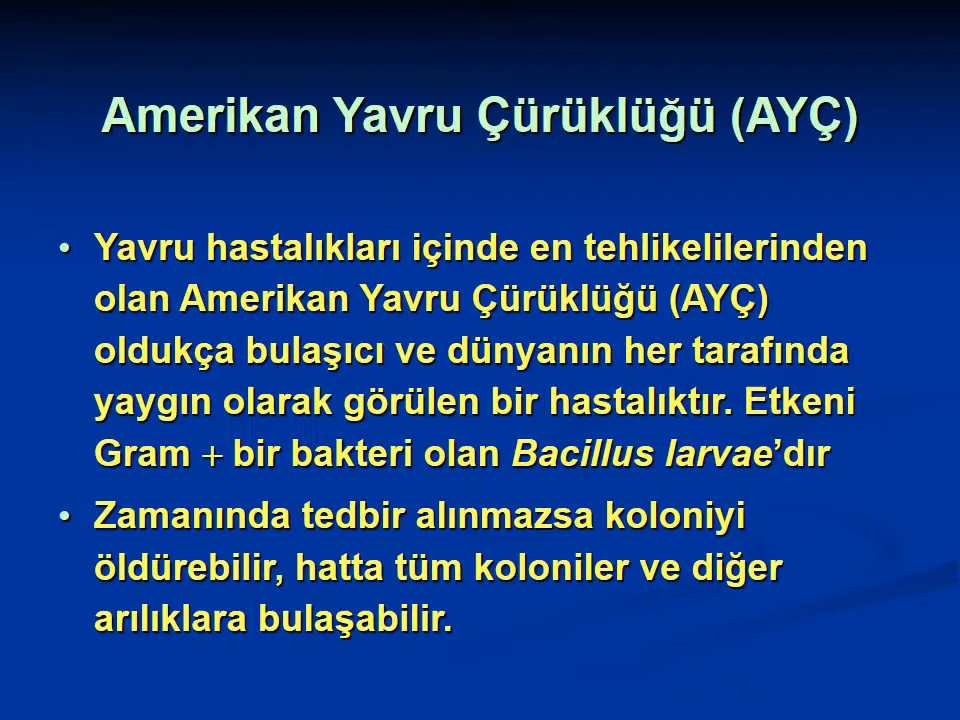 Amerikan Yavru Çürüklüğü (AYÇ)
• Yavru hastalıkları içinde en tehlikelilerinden
olan Amerikan Yavru Çürüklüğü (AYÇ)
oldukça bulaşıcı ve dünyanın her tarafında
yaygın olarak görülen bir hastalıktır. Etkeni
Gram + bir bakteri olan Bacillus larvae’dır
• Zamanında tedbir alınmazsa koloniyi
öldürebilir, hatta tüm koloniler ve diğer
arılıklara bulaşabilir.